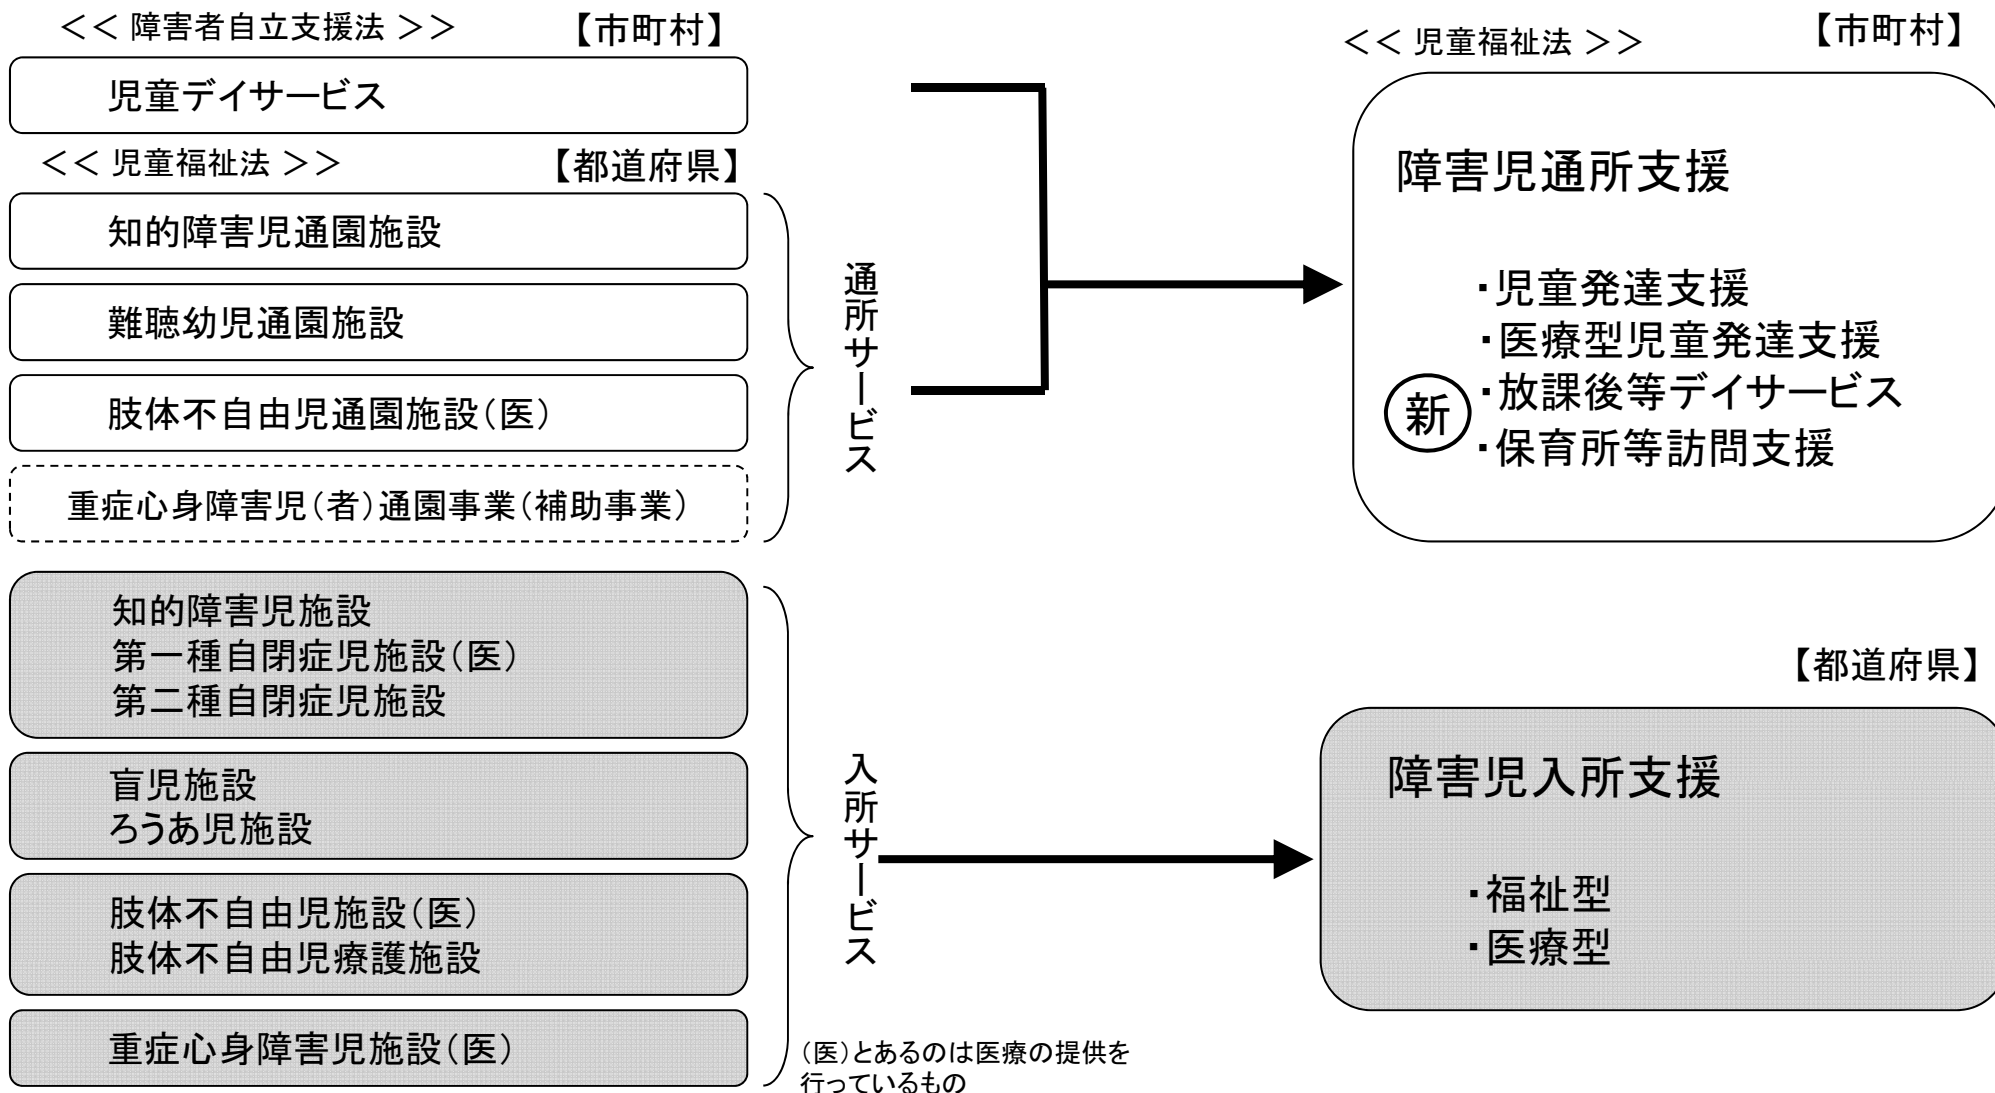 << 障害者自立支援法 >>
【市町村】
児童デイサービス
<< 児童福祉法 >>
【都道府県】
知的障害児通園施設
難聴幼児通園施設
肢体不自由児通園施設(医)
重症心身障害児(者)通園事業(補助事業)
通所サービス
知的障害児施設
第一種自閉症児施設(医)
第二種自閉症児施設
盲児施設
ろうあ児施設
肢体不自由児施設(医)
肢体不自由児療護施設
重症心身障害児施設(医)
入所サービス
(医)とあるのは医療の提供を
行っているもの
<< 児童福祉法 >>
【市町村】
障害児通所支援
・児童発達支援
・医療型児童発達支援
・放課後等デイサービス
新
・保育所等訪問支援
【都道府県】
障害児入所支援
・福祉型
・医療型